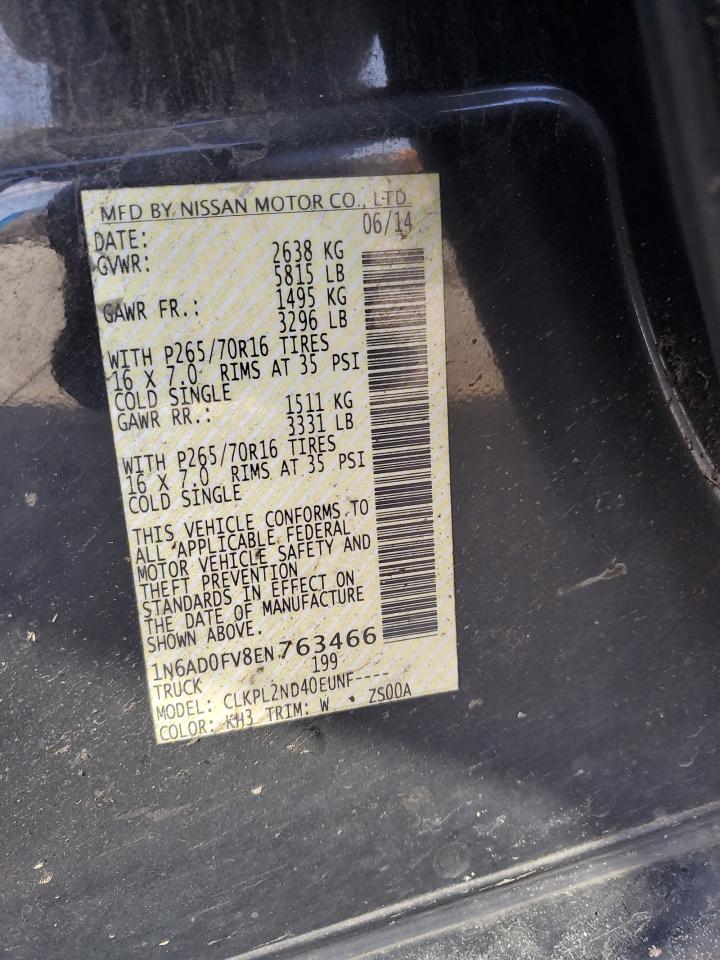 MFD BY NISSAN MOTOR CO., LTD.
DATE: 06/14
GVWR: 2638 KG
5815 LB
GAWR FR.: 1495 KG
3296 LB
WITH P265/70R16 TIRES
16 X 7.0 RIMS AT 35 PSI
COLD SINGLE
GAWR RR.: 1511 KG
3331 LB
WITH P265/70R16 TIRES
16 X 7.0 RIMS AT 35 PSI
COLD SINGLE
THIS VEHICLE CONFORMS TO
ALL APPLICABLE FEDERAL
MOTOR VEHICLE SAFETY AND
THEFT PREVENTION
STANDARDS IN EFFECT ON
THE DATE OF MANUFACTURE
SHOWN ABOVE.
1N6AD0FV8EN763466
TRUCK 199
MODEL: CLKPL2ND40EUNF----
COLOR: KH3 TRIM: W ZS00A